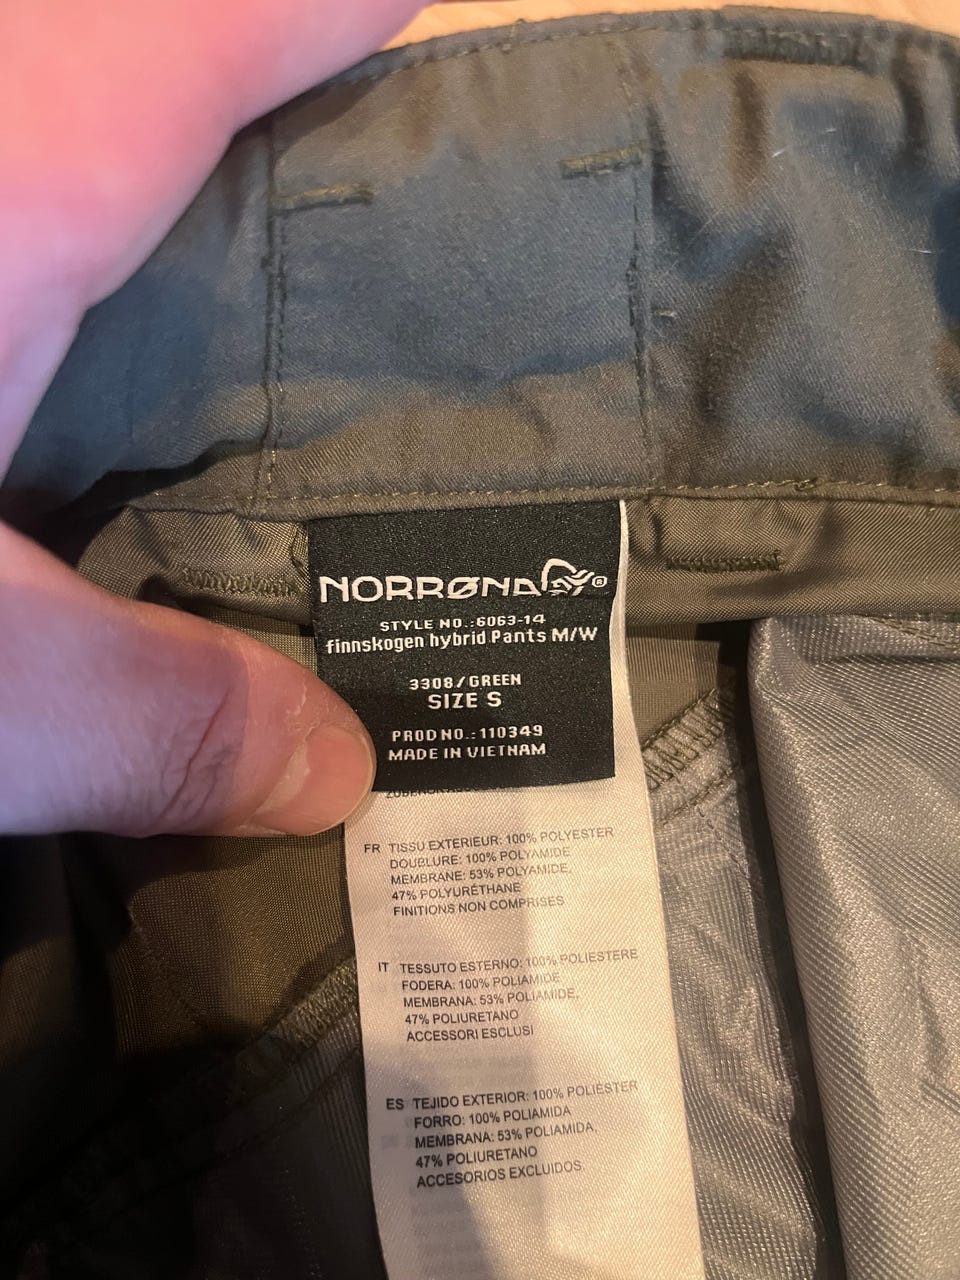 NORRØNA®
STYLE NO.:6063-14
finnskogen hybrid Pants M/W
3308/GREEN
SIZE S
PROD NO.:110349
MADE IN VIETNAM
FR TISSU EXTERIEUR: 100% POLYESTER
DOUBLURE: 100% POLYAMIDE
MEMBRANE: 53% POLYAMIDE,
47% POLYURÉTHANE
FINITIONS NON COMPRISES
IT TESSUTO ESTERNO: 100% POLIESTERE
FODERA: 100% POLIAMIDE
MEMBRANA: 53% POLIAMIDE,
47% POLIURETANO
ACCESSORI ESCLUSI
ES TEJIDO EXTERIOR: 100% POLIESTER
FORRO: 100% POLIAMIDA
MEMBRANA: 53% POLIAMIDA,
47% POLIURETANO
ACCESORIOS EXCLUIDOS